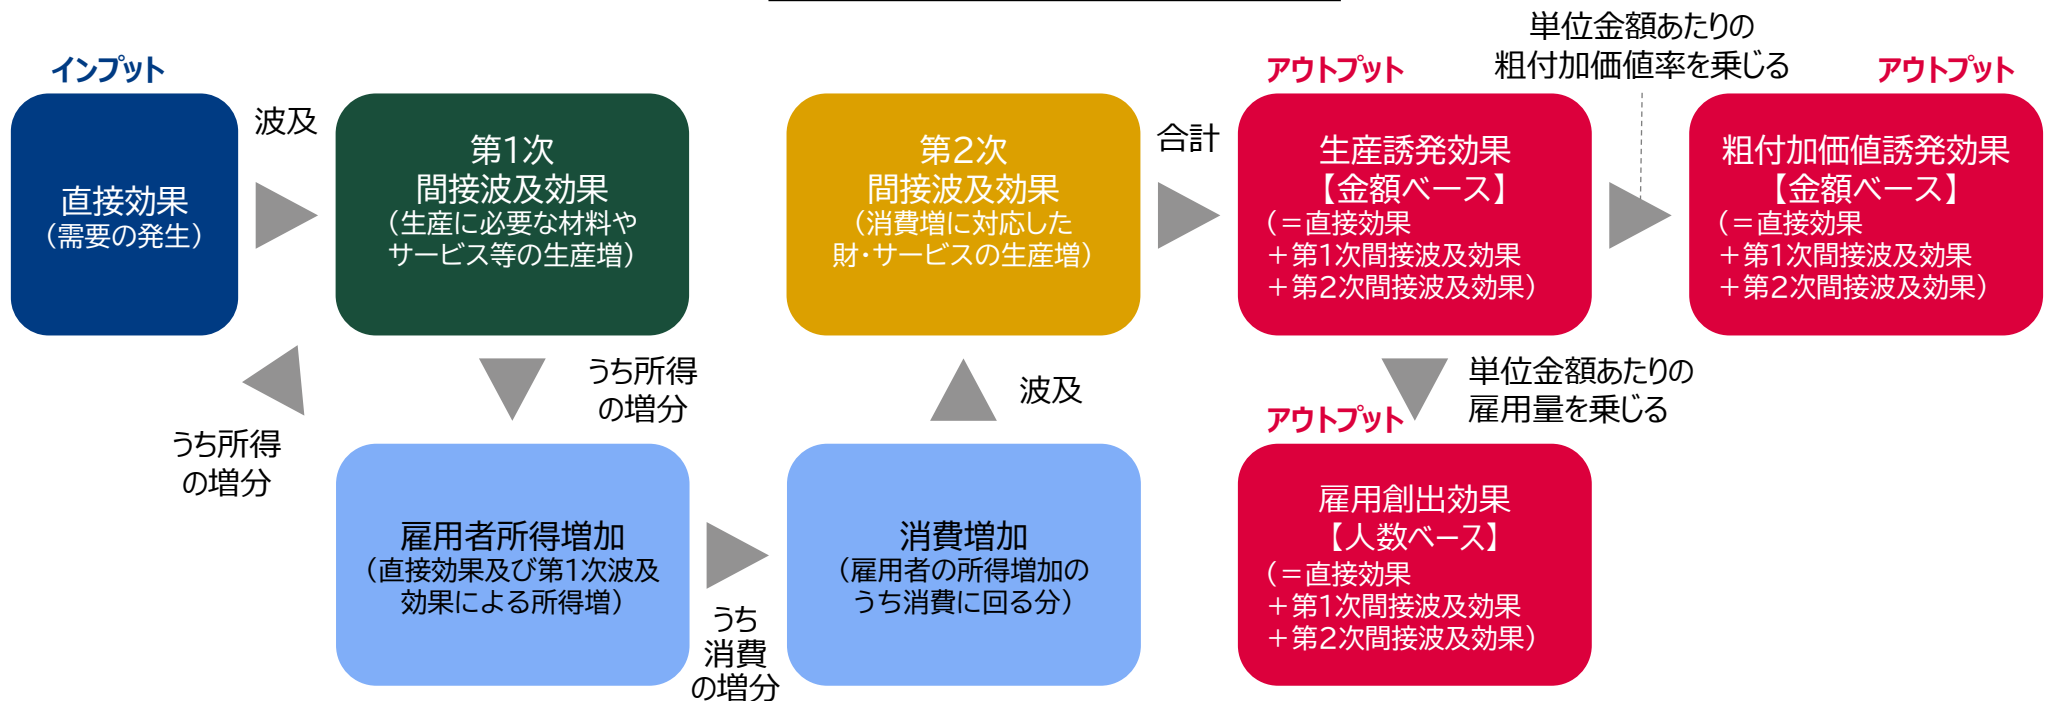 インプット
直接効果
（需要の発生）
波及
第1次
間接波及効果
（生産に必要な材料や
サービス等の生産増）
うち所得
の増分
うち所得
の増分
雇用者所得増加
（直接効果及び第1次波及
効果による所得増）
うち
消費
の増分
消費増加
（雇用者の所得増加の
うち消費に回る分）
波及
第2次
間接波及効果
（消費増に対応した
財・サービスの生産増）
合計
アウトプット
生産誘発効果
【金額ベース】
（＝直接効果
＋第1次間接波及効果
＋第2次間接波及効果）
単位金額あたりの
粗付加価値率を乗じる
アウトプット
粗付加価値誘発効果
【金額ベース】
（＝直接効果
＋第1次間接波及効果
＋第2次間接波及効果）
単位金額あたりの
雇用量を乗じる
アウトプット
雇用創出効果
【人数ベース】
（＝直接効果
＋第1次間接波及効果
＋第2次間接波及効果）